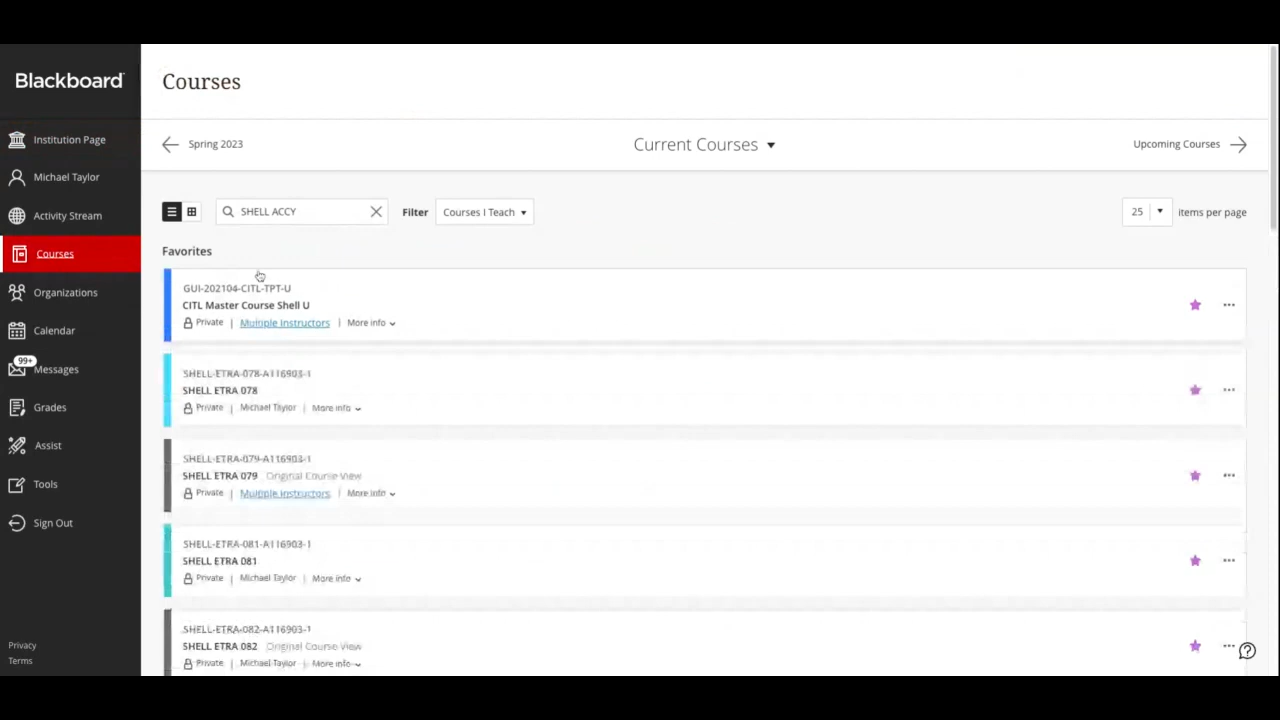 Blackboard
Institution Page
Michael Taylor
Activity Stream
Courses
Organizations
Calendar
99+
Messages
Grades
Assist
Tools
Sign Out
Privacy
Terms
Courses
Spring 2023
Current Courses
Upcoming Courses
SHELL ACCY
Filter
Courses I Teach
25
items per page
Favorites
GUI-202104-CITL-TPT-U
CITL Master Course Shell U
Private | Multiple Instructors | More info
SHELL-ETRA-078-A116903-1
SHELL ETRA 078
Private | Michael Taylor | More info
SHELL-ETRA-079-A116903-1
SHELL ETRA 079 Original Course View
Private | Multiple Instructors | More info
SHELL-ETRA-081-A116903-1
SHELL ETRA 081
Private | Michael Taylor | More info
SHELL-ETRA-082-A116903-1
SHELL ETRA 082 Original Course View
Private | Michael Taylor | More info